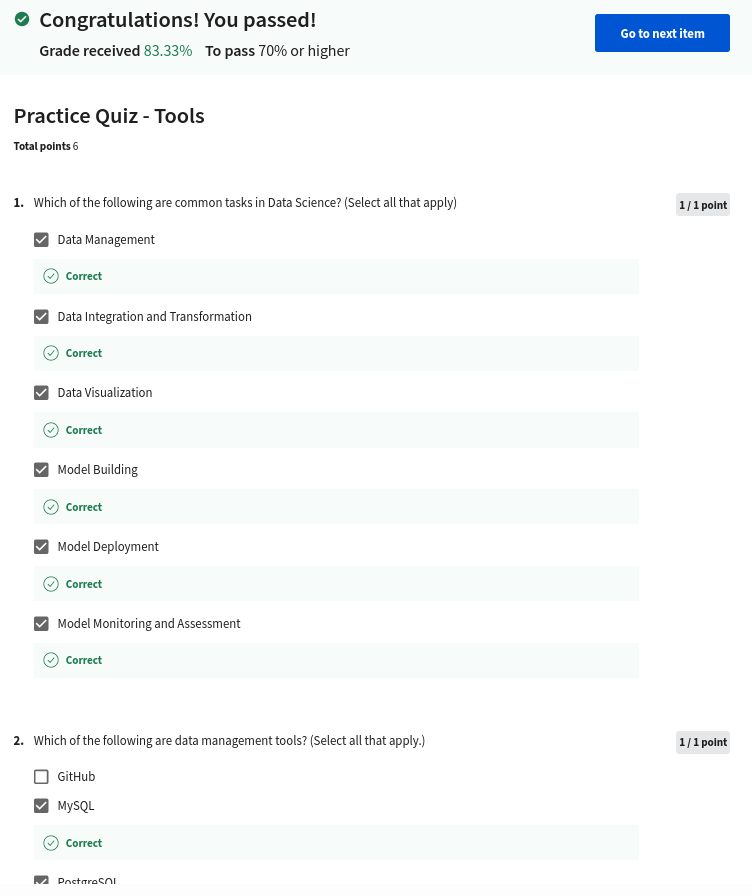 Congratulations! You passed!
Grade received 83.33% To pass 70% or higher
Go to next item
Practice Quiz - Tools
Total points 6
1. Which of the following are common tasks in Data Science? (Select all that apply)
1 / 1 point
Data Management
Correct
Data Integration and Transformation
Correct
Data Visualization
Correct
Model Building
Correct
Model Deployment
Correct
Model Monitoring and Assessment
Correct
2. Which of the following are data management tools? (Select all that apply.)
1 / 1 point
GitHub
MySQL
Correct
PostgreSQL